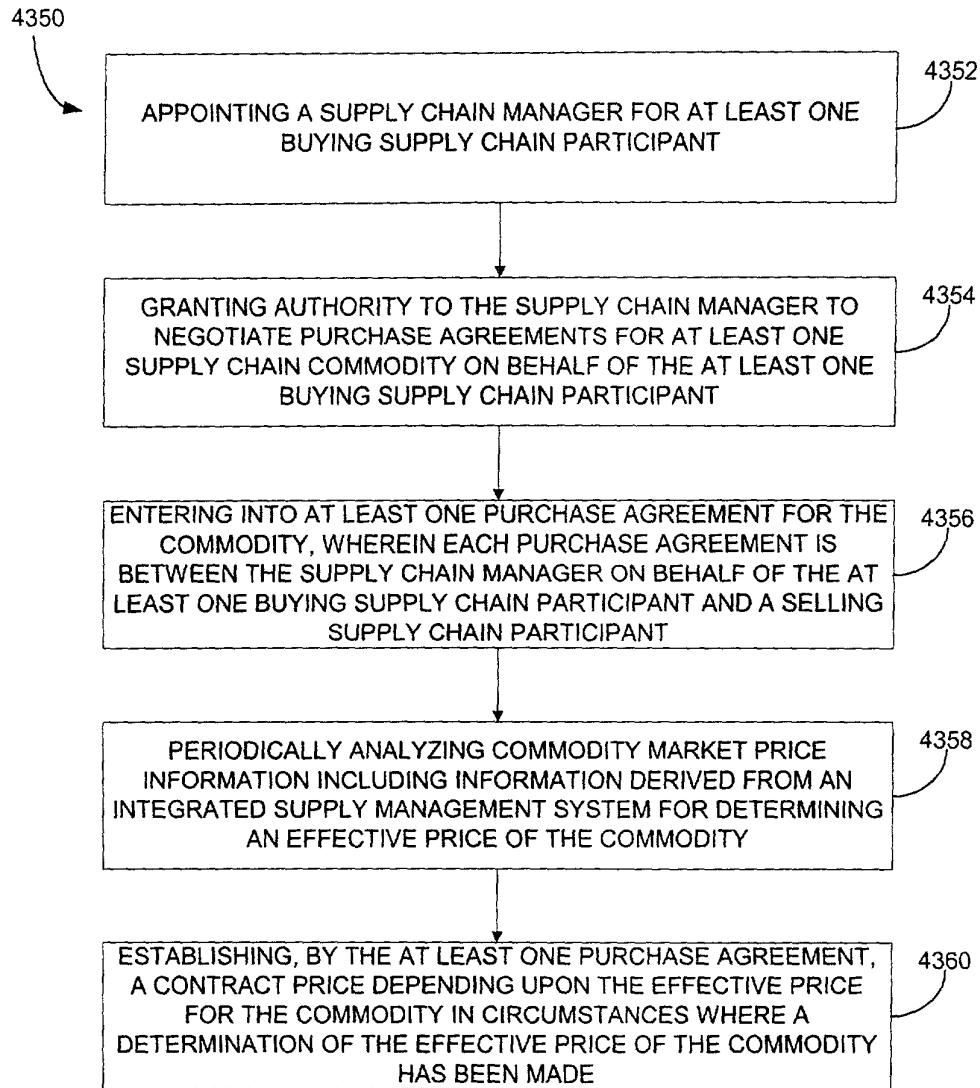 4350
APPOINTING A SUPPLY CHAIN MANAGER FOR AT LEAST ONE
BUYING SUPPLY CHAIN PARTICIPANT
4352
GRANTING AUTHORITY TO THE SUPPLY CHAIN MANAGER TO
NEGOTIATE PURCHASE AGREEMENTS FOR AT LEAST ONE
SUPPLY CHAIN COMMODITY ON BEHALF OF THE AT LEAST ONE
BUYING SUPPLY CHAIN PARTICIPANT
4354
ENTERING INTO AT LEAST ONE PURCHASE AGREEMENT FOR THE
COMMODITY, WHEREIN EACH PURCHASE AGREEMENT IS
BETWEEN THE SUPPLY CHAIN MANAGER ON BEHALF OF THE AT
LEAST ONE BUYING SUPPLY CHAIN PARTICIPANT AND A SELLING
SUPPLY CHAIN PARTICIPANT
4356
PERIODICALLY ANALYZING COMMODITY MARKET PRICE
INFORMATION INCLUDING INFORMATION DERIVED FROM AN
INTEGRATED SUPPLY MANAGEMENT SYSTEM FOR DETERMINING
AN EFFECTIVE PRICE OF THE COMMODITY
4358
ESTABLISHING, BY THE AT LEAST ONE PURCHASE AGREEMENT,
A CONTRACT PRICE DEPENDING UPON THE EFFECTIVE PRICE
FOR THE COMMODITY IN CIRCUMSTANCES WHERE A
DETERMINATION OF THE EFFECTIVE PRICE OF THE COMMODITY
HAS BEEN MADE
4360